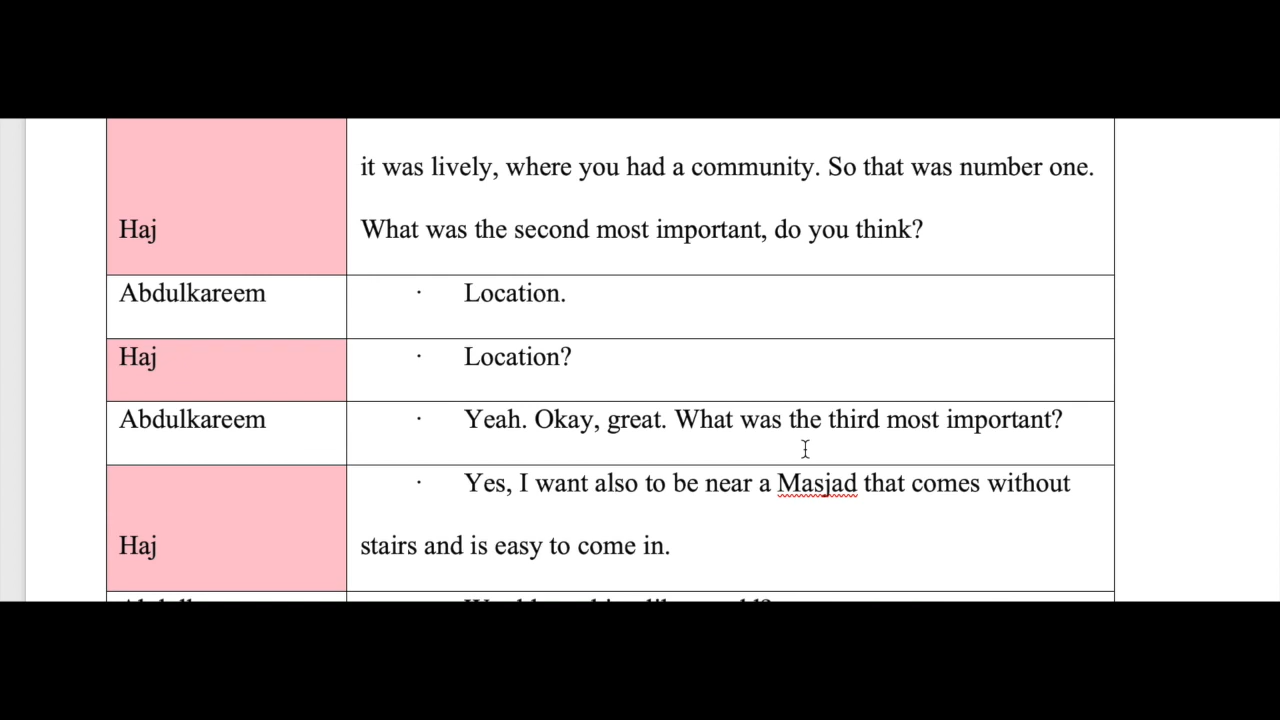 it was lively, where you had a community. So that was number one.
Haj What was the second most important, do you think?
Abdulkareem · Location.
Haj · Location?
Abdulkareem · Yeah. Okay, great. What was the third most important?
· Yes, I want also to be near a Masjad that comes without
Haj stairs and is easy to come in.